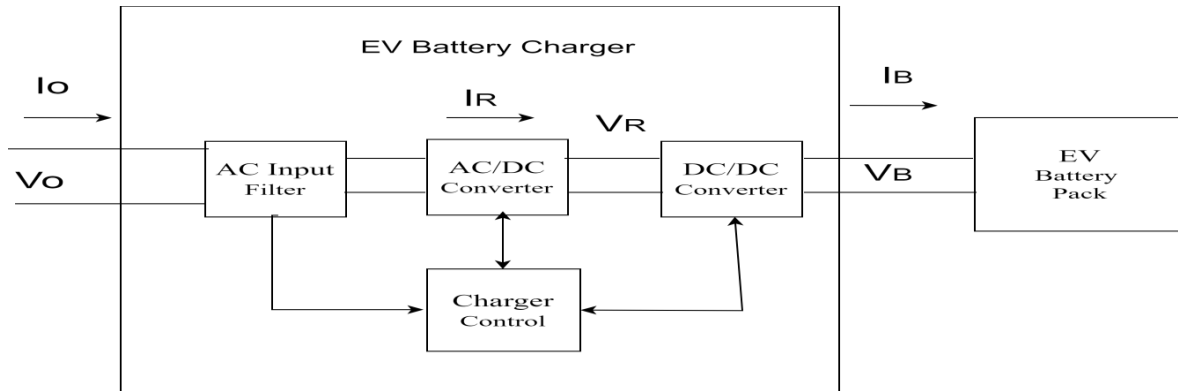 EV Battery Charger
IO
IR
IB
VR
VO
AC Input
Filter
AC/DC
Converter
DC/DC
Converter
VB
EV
Battery
Pack
Charger
Control